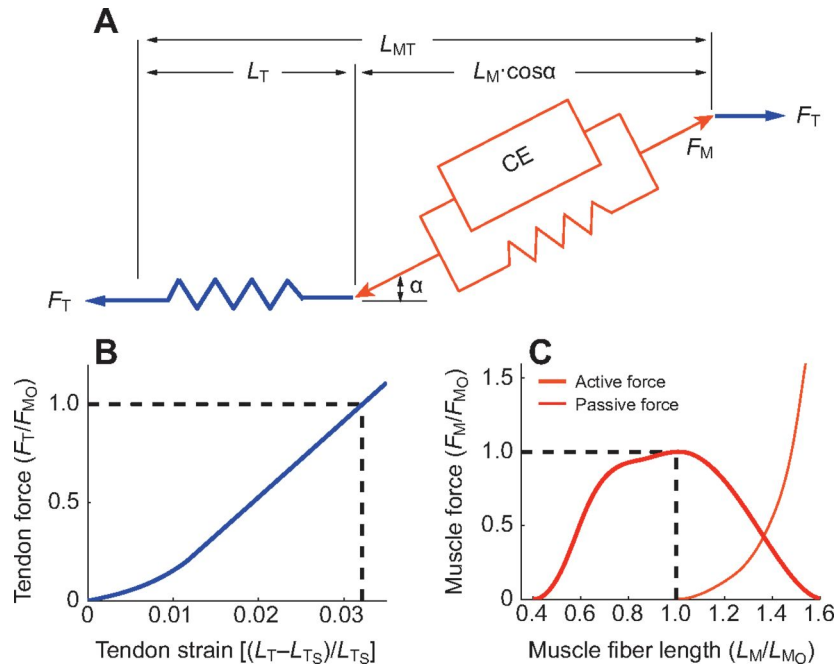 A
L_MT
L_T
L_M·cosα
F_T
F_M
CE
α
F_T
B
Tendon force (F_T/F_MO)
1.0
0.5
0
0
0.01
0.02
0.03
Tendon strain [(L_T–L_TS)/L_TS]
C
Muscle force (F_M/F_MO)
Active force
Passive force
1.5
1.0
0.5
0
0.4
0.6
0.8
1.0
1.2
1.4
1.6
Muscle fiber length (L_M/L_MO)